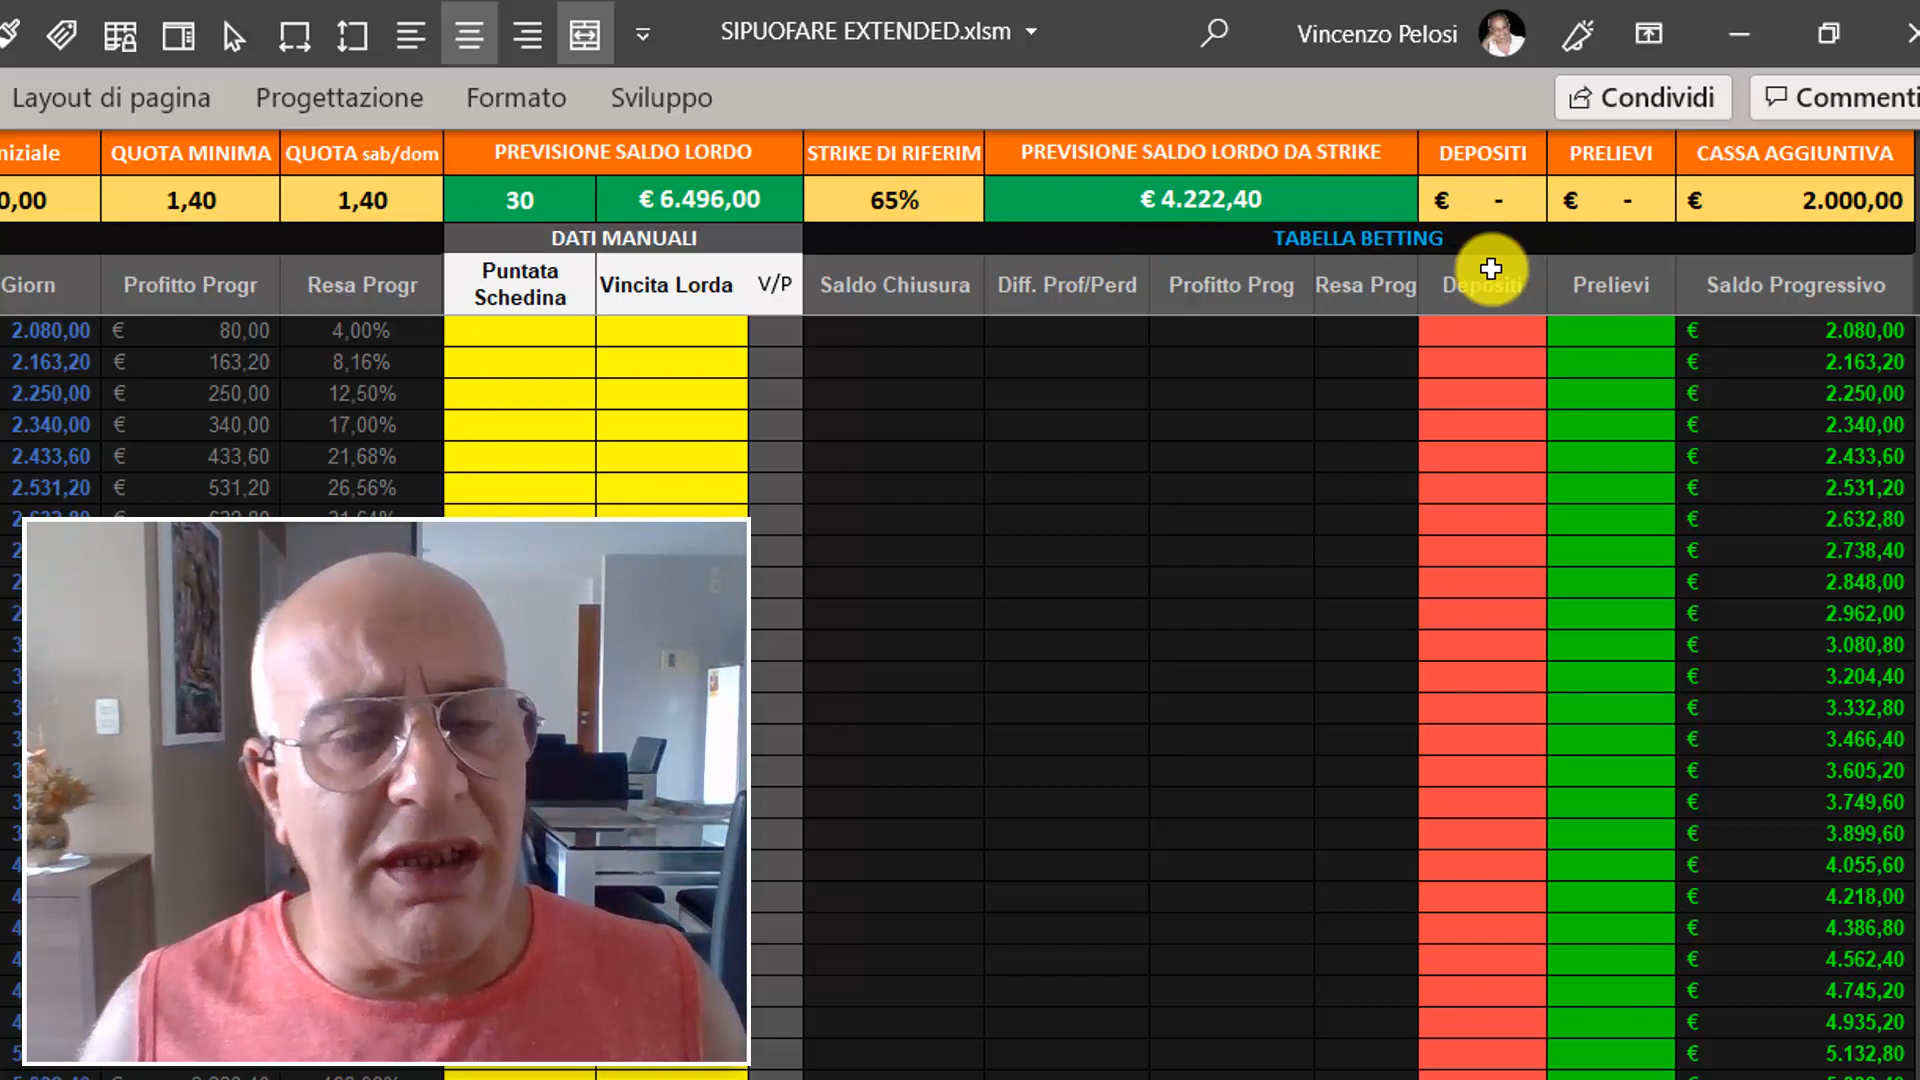 SIPUOFARE EXTENDED.xlsm
Vincenzo Pelosi
Layout di pagina Progettazione Formato Sviluppo Condividi Commenti
niziale QUOTA MINIMA QUOTA sab/dom PREVISIONE SALDO LORDO STRIKE DI RIFERIM PREVISIONE SALDO LORDO DA STRIKE DEPOSITI PRELIEVI CASSA AGGIUNTIVA
0,00 1,40 1,40 30 € 6.496,00 65% € 4.222,40 € - € - € 2.000,00
DATI MANUALI TABELLA BETTING
Giorn Profitto Progr Resa Progr Puntata Schedina Vincita Lorda V/P Saldo Chiusura Diff. Prof/Perd Profitto Prog Resa Prog Depositi Prelievi Saldo Progressivo
2.080,00 € 80,00 4,00% € 2.080,00
2.163,20 € 163,20 8,16% € 2.163,20
2.250,00 € 250,00 12,50% € 2.250,00
2.340,00 € 340,00 17,00% € 2.340,00
2.433,60 € 433,60 21,68% € 2.433,60
2.531,20 € 531,20 26,56% € 2.531,20
€ 2.632,80
€ 2.738,40
€ 2.848,00
€ 2.962,00
€ 3.080,80
€ 3.204,40
€ 3.332,80
€ 3.466,40
€ 3.605,20
€ 3.749,60
€ 3.899,60
€ 4.055,60
€ 4.218,00
€ 4.386,80
€ 4.562,40
€ 4.745,20
€ 4.935,20
€ 5.132,80